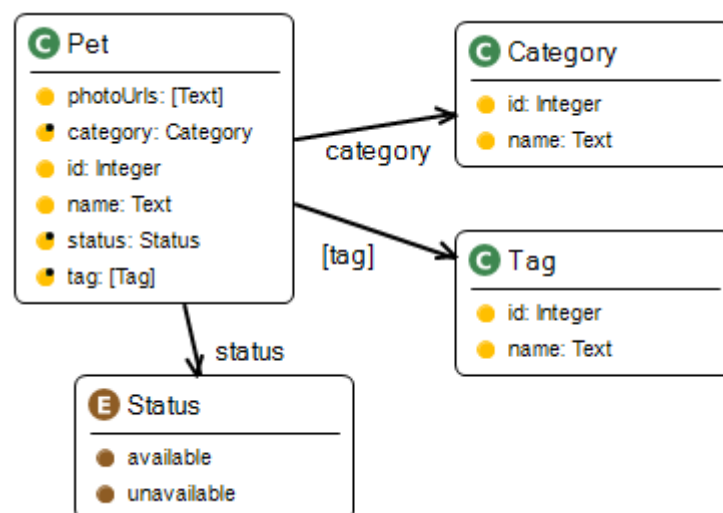 C Pet
photoUrls: [Text]
category: Category
id: Integer
name: Text
status: Status
tag: [Tag]
category
[tag]
status
C Category
id: Integer
name: Text
C Tag
id: Integer
name: Text
E Status
available
unavailable